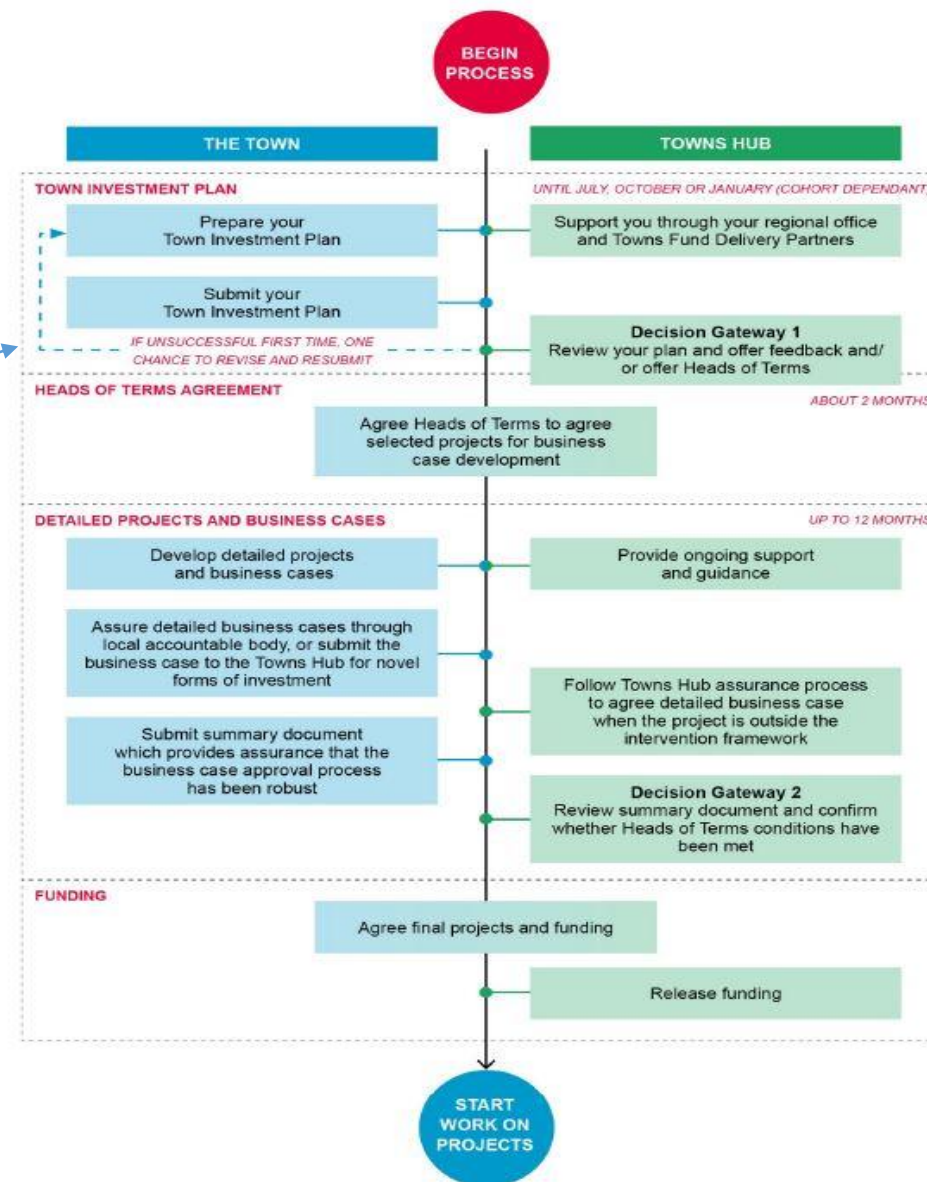 BEGIN
PROCESS
THE TOWN
TOWNS HUB
TOWN INVESTMENT PLAN
UNTIL JULY, OCTOBER OR JANUARY (COHORT DEPENDANT)
Prepare your
Town Investment Plan
Support you through your regional office
and Towns Fund Delivery Partners
Submit your
Town Investment Plan
IF UNSUCCESSFUL FIRST TIME, ONE
CHANCE TO REVISE AND RESUBMIT
Decision Gateway 1
Review your plan and offer feedback and/
or offer Heads of Terms
HEADS OF TERMS AGREEMENT
ABOUT 2 MONTHS
Agree Heads of Terms to agree
selected projects for business
case development
DETAILED PROJECTS AND BUSINESS CASES
UP TO 12 MONTHS
Develop detailed projects
and business cases
Provide ongoing support
and guidance
Assure detailed business cases through
local accountable body, or submit the
business case to the Towns Hub for novel
forms of investment
Follow Towns Hub assurance process
to agree detailed business case
when the project is outside the
intervention framework
Submit summary document
which provides assurance that the
business case approval process
has been robust
Decision Gateway 2
Review summary document and confirm
whether Heads of Terms conditions have
been met
FUNDING
Agree final projects and funding
Release funding
START
WORK ON
PROJECTS